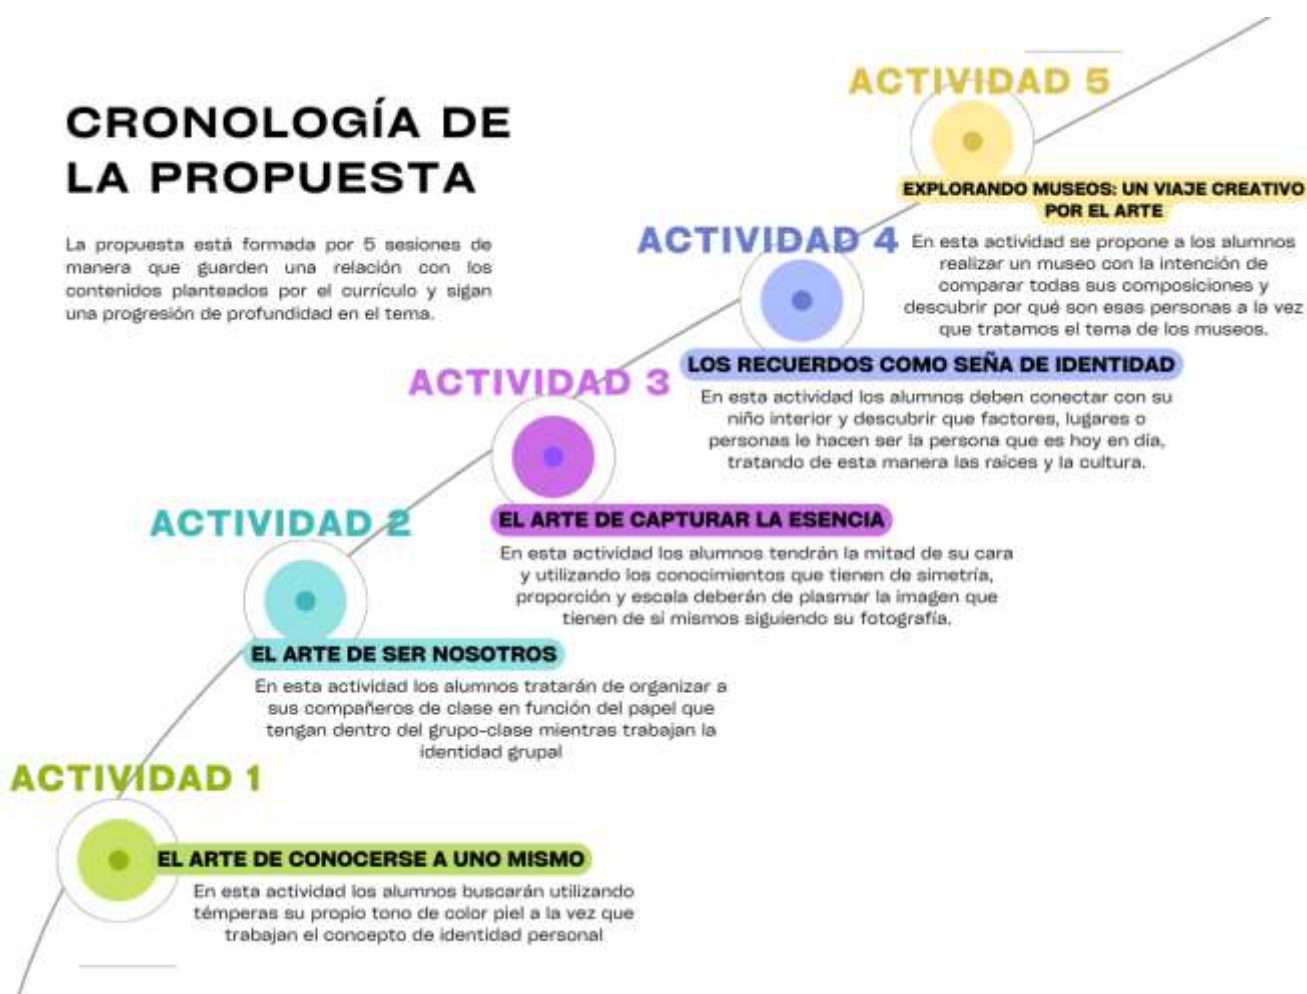 CRONOLOGÍA DE
LA PROPUESTA
La propuesta está formada por 5 sesiones de
manera que guarden una relación con los
contenidos planteados por el currículo y sigan
una progresión de profundidad en el tema.
ACTIVIDAD 1
EL ARTE DE CONOCERSE A UNO MISMO
En esta actividad los alumnos buscarán utilizando
témperas su propio tono de color piel a la vez que
trabajan el concepto de identidad personal
ACTIVIDAD 2
EL ARTE DE SER NOSOTROS
En esta actividad los alumnos tratarán de organizar a
sus compañeros de clase en función del papel que
tengan dentro del grupo-clase mientras trabajan la
identidad grupal
ACTIVIDAD 3
EL ARTE DE CAPTURAR LA ESENCIA
En esta actividad los alumnos tendrán la mitad de su cara
y utilizando los conocimientos que tienen de simetría,
proporción y escala deberán de plasmar la imagen que
tienen de sí mismos siguiendo su fotografía.
ACTIVIDAD 4
LOS RECUERDOS COMO SEÑA DE IDENTIDAD
En esta actividad los alumnos deben conectar con su
niño interior y descubrir que factores, lugares o
personas le hacen ser la persona que es hoy en día,
tratando de esta manera las raíces y la cultura.
ACTIVIDAD 5
EXPLORANDO MUSEOS: UN VIAJE CREATIVO
POR EL ARTE
En esta actividad se propone a los alumnos
realizar un museo con la intención de
comparar todas sus composiciones y
descubrir por qué son esas personas a la vez
que tratamos el tema de los museos.